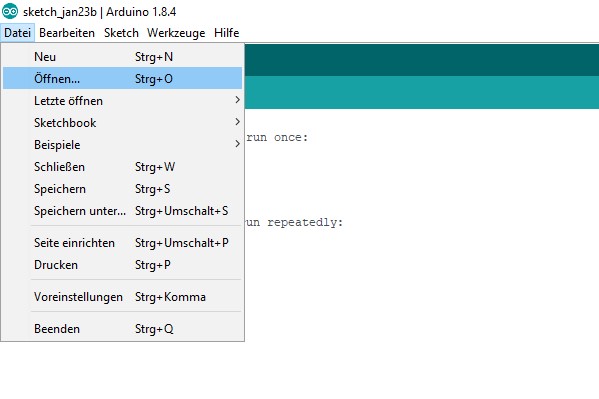 sketch_jan23b | Arduino 1.8.4
Datei Bearbeiten Sketch Werkzeuge Hilfe
Neu Strg+N
Öffnen... Strg+O
Letzte öffnen
Sketchbook
Beispiele
run once:
Schließen Strg+W
Speichern Strg+S
Speichern unter... Strg+Umschalt+S
run repeatedly:
Seite einrichten Strg+Umschalt+P
Drucken Strg+P
Voreinstellungen Strg+Komma
Beenden Strg+Q